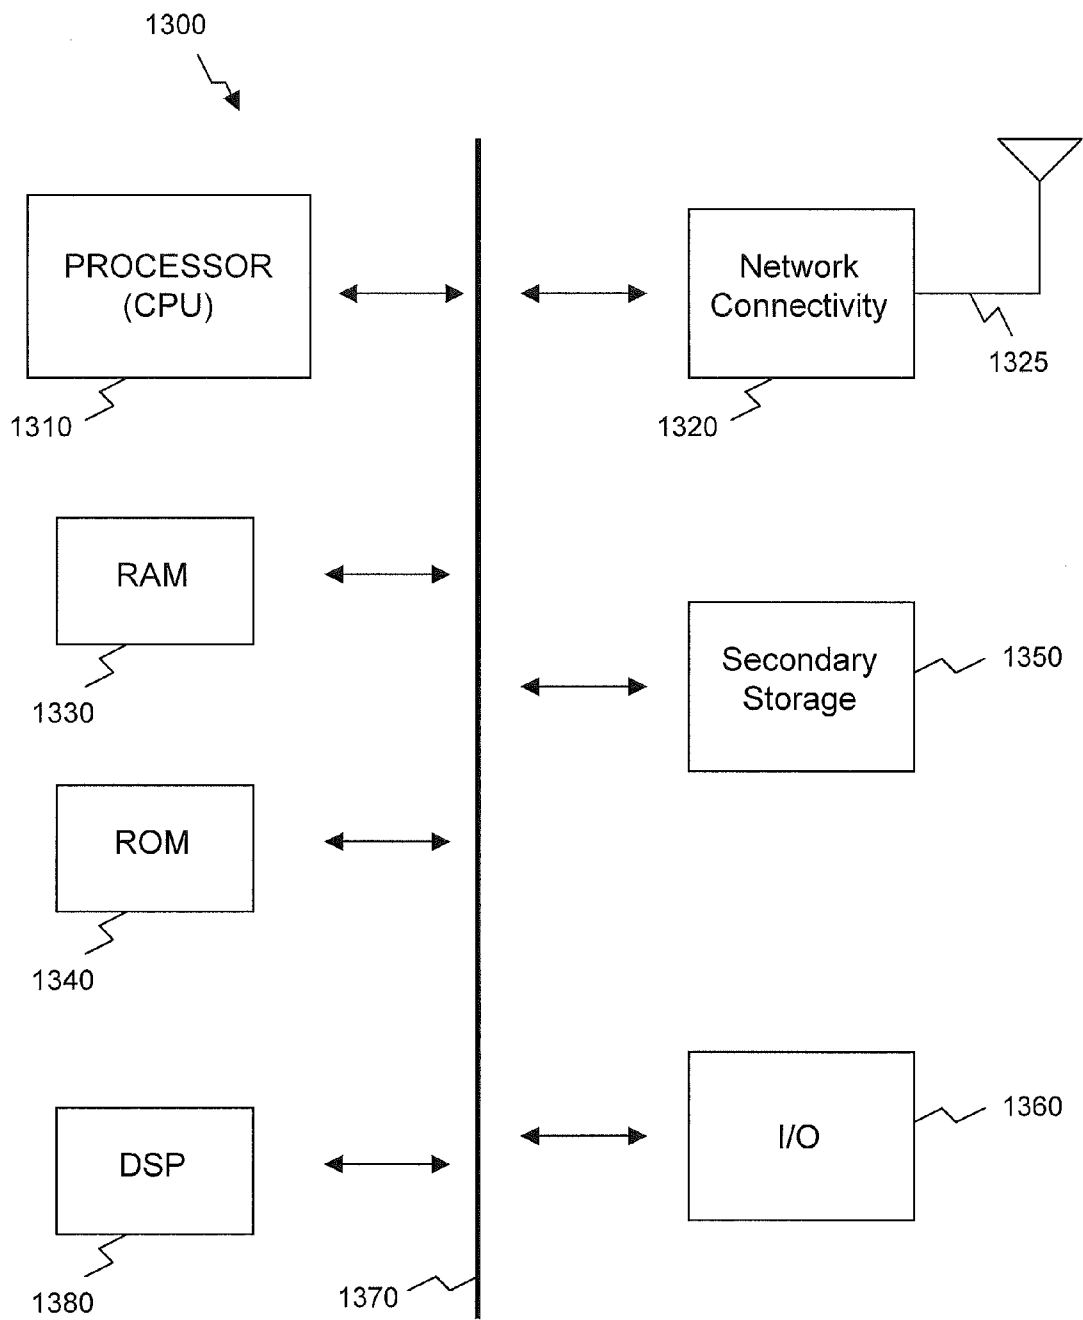 1300
PROCESSOR
(CPU)
1310
Network
Connectivity
1325
1320
RAM
1330
Secondary
Storage
1350
ROM
1340
I/O
1360
DSP
1380
1370